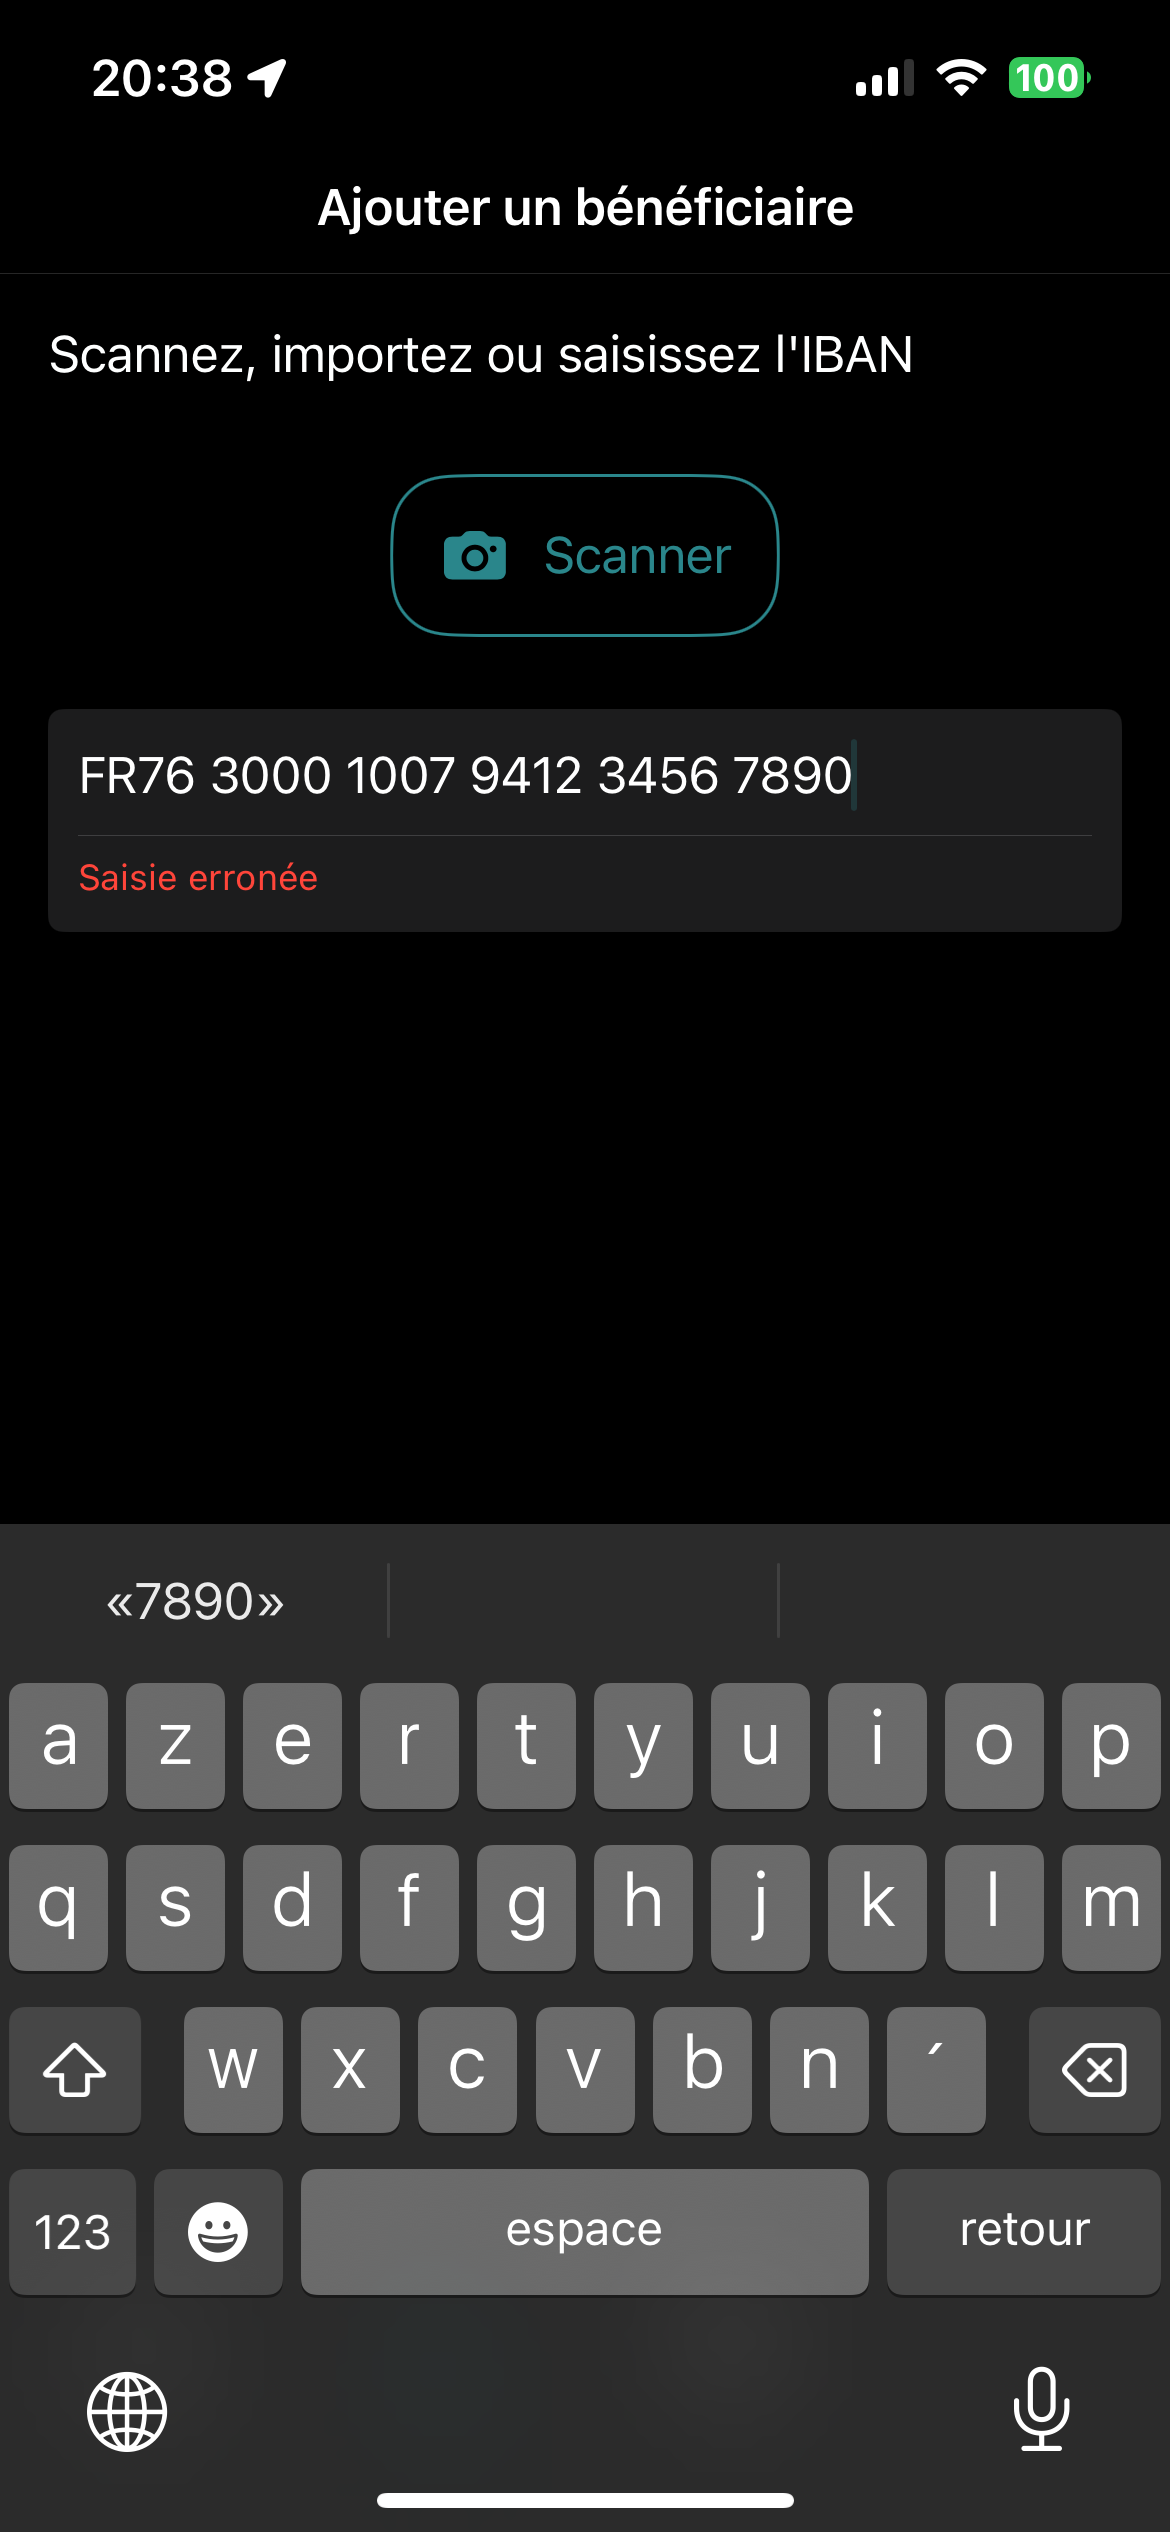 20:38
100
Ajouter un bénéficiaire
Scannez, importez ou saisissez l'IBAN
Scanner
FR76 3000 1007 9412 3456 7890
Saisie erronée
«7890»
a z e r t y u i o p
q s d f g h j k l m
w x c v b n ´
123 espace retour